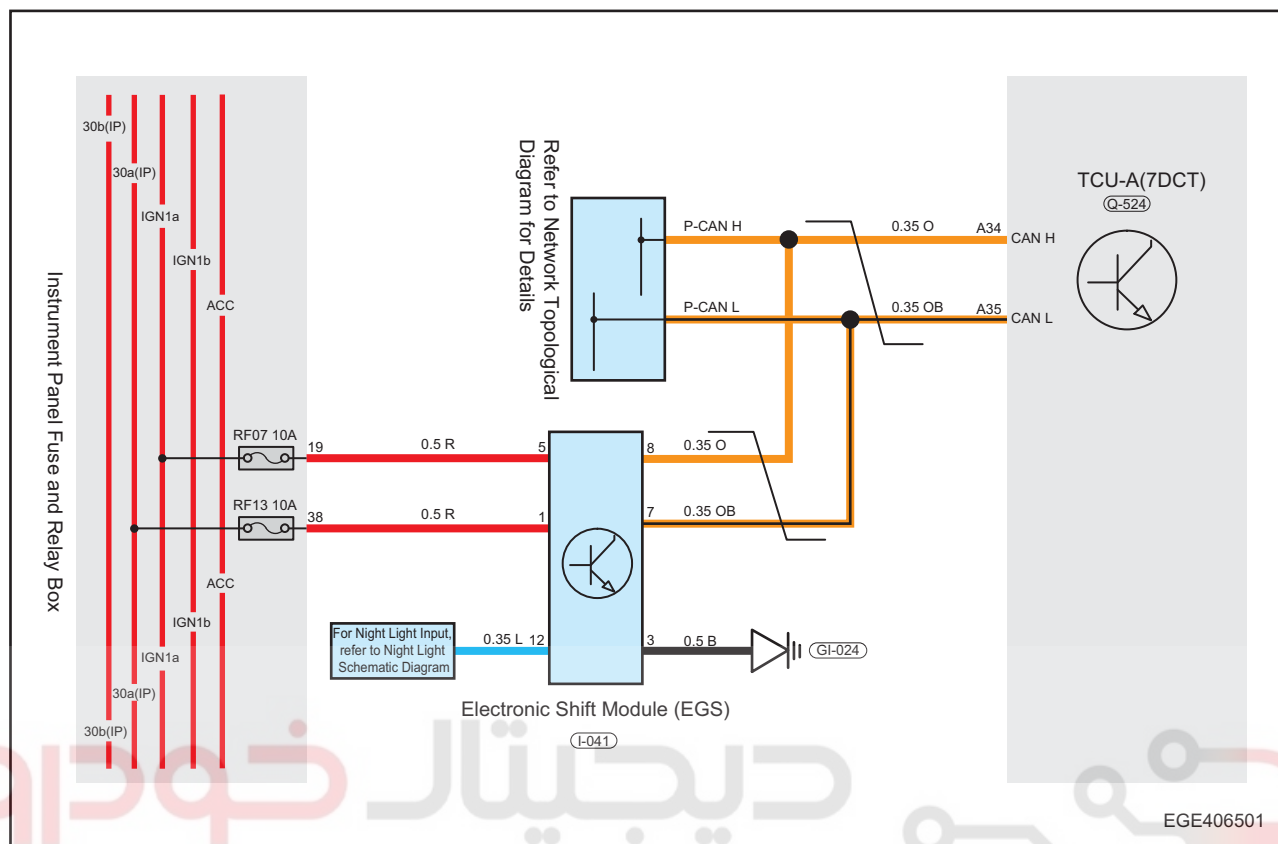 30b(IP)
30a(IP)
IGN1a
IGN1b
ACC
Instrument Panel Fuse and Relay Box
RF07 10A
19
0.5 R
5
RF13 10A
38
0.5 R
1
ACC
IGN1b
IGN1a
30a(IP)
30b(IP)
Refer to Network Topological
Diagram for Details
P-CAN H
0.35 O
A34
CAN H
P-CAN L
0.35 OB
A35
CAN L
TCU-A(7DCT)
Q-524
8
0.35 O
7
0.35 OB
For Night Light Input,
refer to Night Light
Schematic Diagram
0.35 L
12
3
0.5 B
GI-024
Electronic Shift Module (EGS)
I-041
دیجیتال خودرو
EGE406501